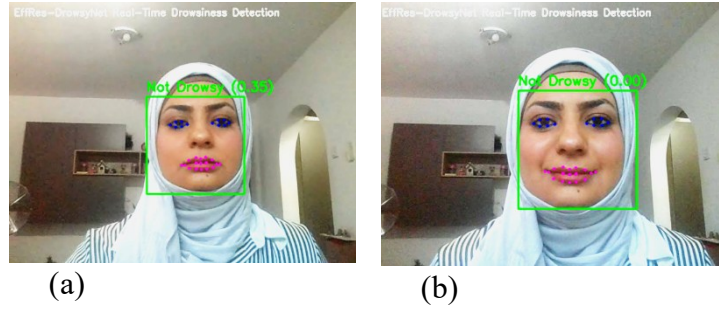 EffRes-DrowsyNet Real-Time Drowsiness Detection
Not Drowsy (0.35)
(a)
EffRes-DrowsyNet Real-Time Drowsiness Detection
Not Drowsy (0.00)
(b)